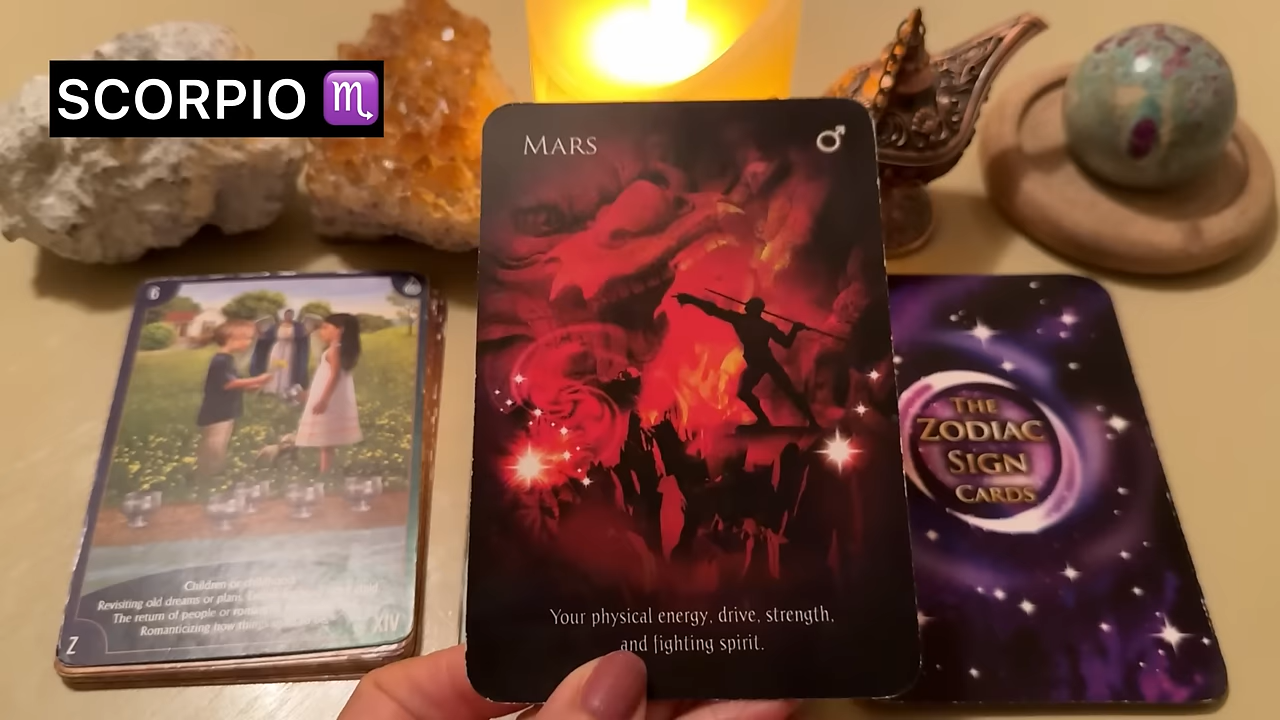 SCORPIO ♏
MARS ♂
Your physical energy, drive, strength,
and fighting spirit.
6
Children or
Revisiting old dreams or plans.
The return of people or
Romanticizing how
Z
XIV
THE
ZODIAC
SIGN
CARDS